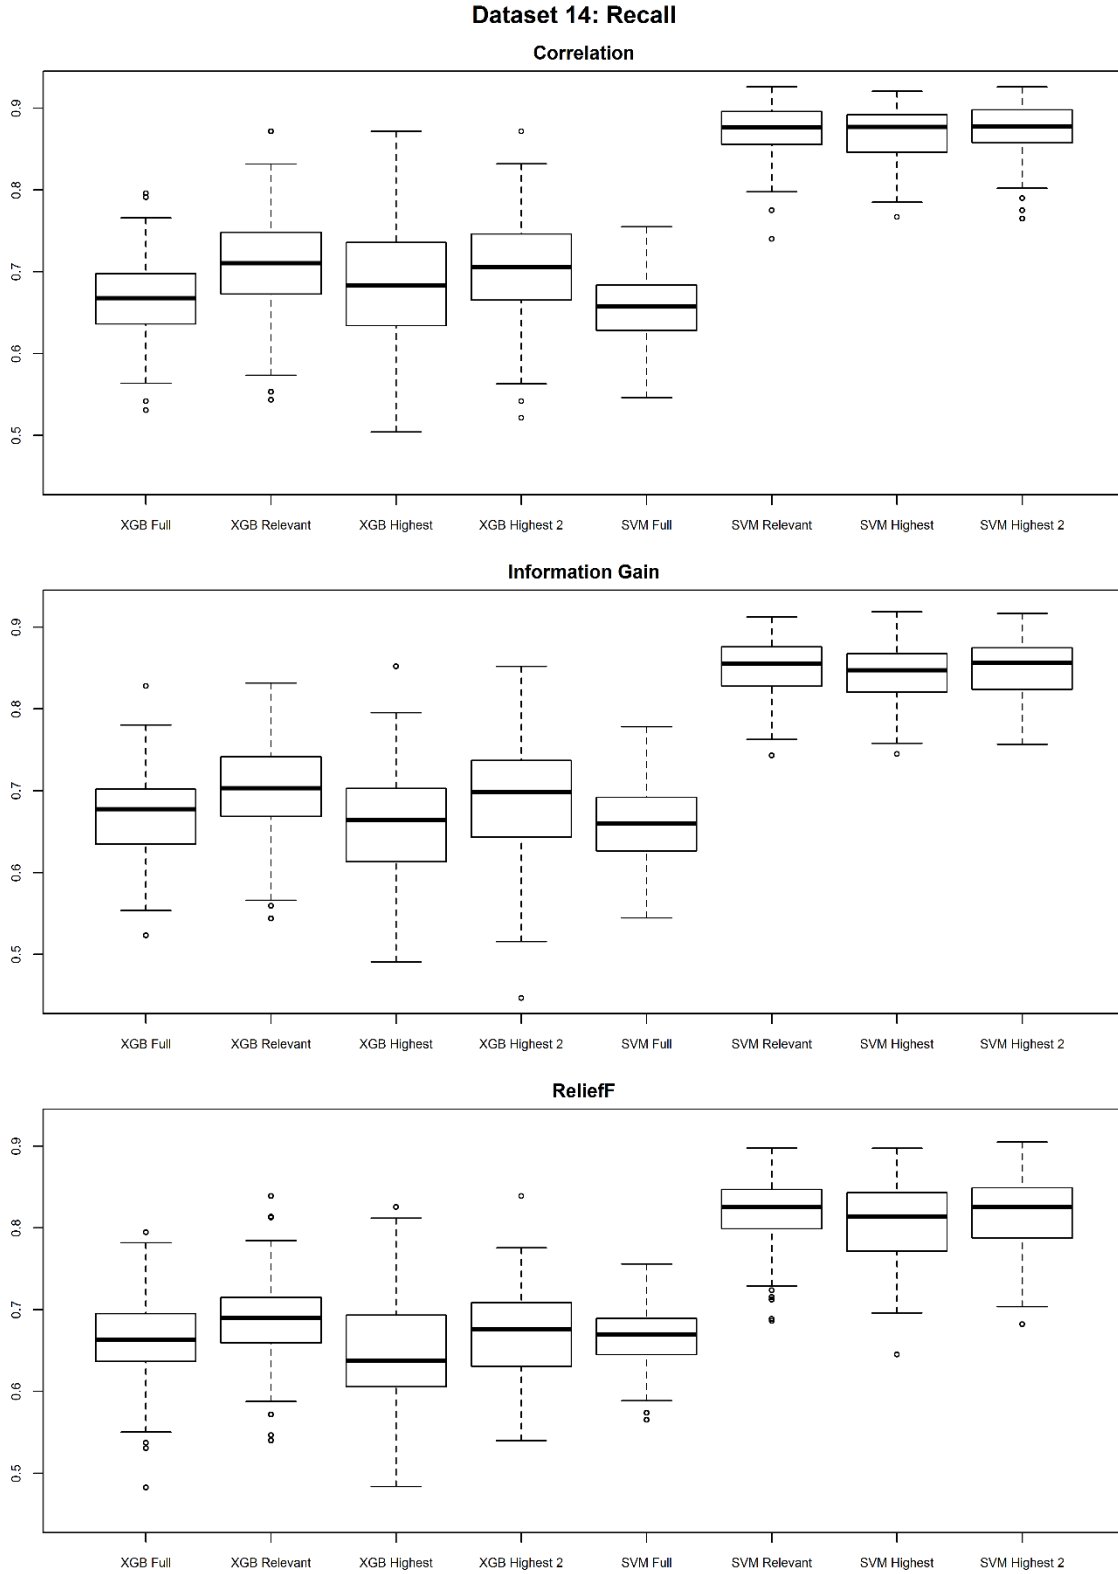 Dataset 14: Recall
Correlation
0.9
0.8
0.7
0.6
0.5
XGB Full XGB Relevant XGB Highest XGB Highest 2 SVM Full SVM Relevant SVM Highest SVM Highest 2
Information Gain
0.9
0.8
0.7
0.6
0.5
XGB Full XGB Relevant XGB Highest XGB Highest 2 SVM Full SVM Relevant SVM Highest SVM Highest 2
ReliefF
0.9
0.8
0.7
0.6
0.5
XGB Full XGB Relevant XGB Highest XGB Highest 2 SVM Full SVM Relevant SVM Highest SVM Highest 2